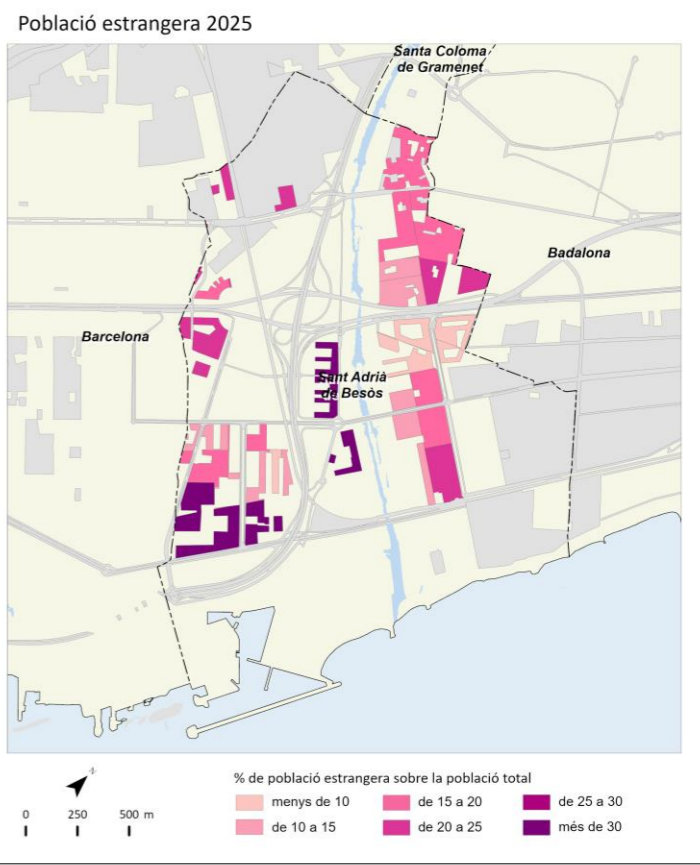 Població estrangera 2025
Santa Coloma
de Gramenet
Badalona
Barcelona
Sant Adrià
de Besòs
N
0 250 500 m
% de població estrangera sobre la població total
menys de 10
de 15 a 20
de 25 a 30
de 10 a 15
de 20 a 25
més de 30